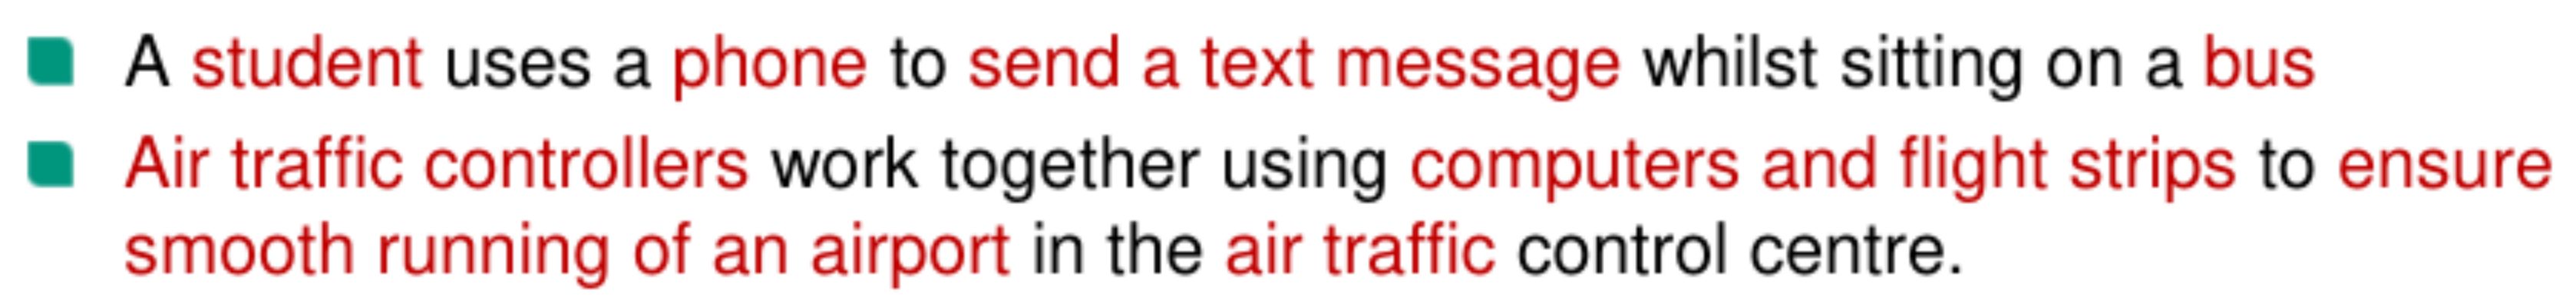 A student uses a phone to send a text message whilst sitting on a bus
Air traffic controllers work together using computers and flight strips to ensure
smooth running of an airport in the air traffic control centre.